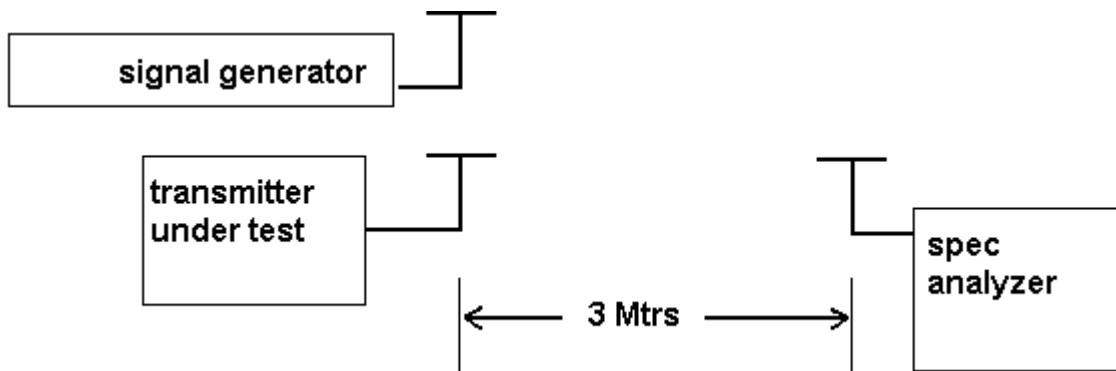 signal generator
transmitter
under test
spec
analyzer
3 Mtrs